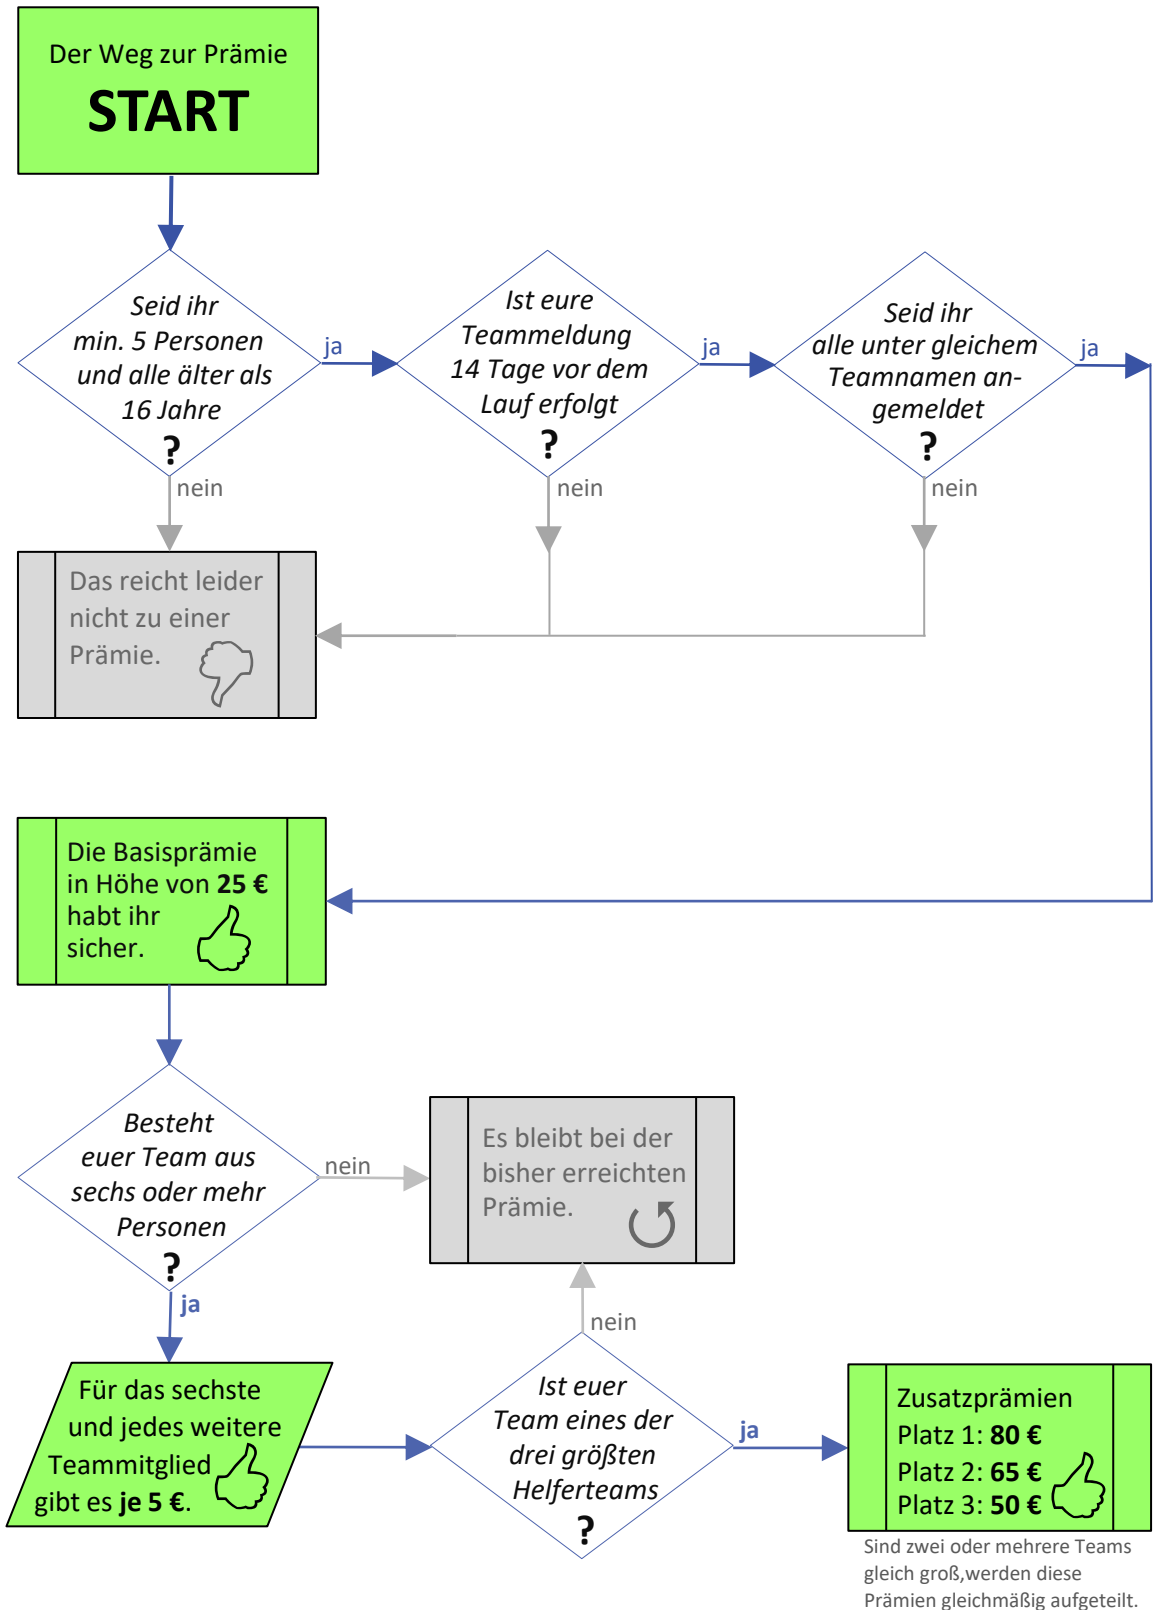 Der Weg zur Prämie
START
Seid ihr
min. 5 Personen
und alle älter als
16 Jahre
?
ja
nein
Ist eure
Teammeldung
14 Tage vor dem
Lauf erfolgt
?
ja
nein
Seid ihr
alle unter gleichem
Teamnamen an-
gemeldet
?
ja
nein
Das reicht leider
nicht zu einer
Prämie.
Die Basisprämie
in Höhe von 25 €
habt ihr
sicher.
Besteht
euer Team aus
sechs oder mehr
Personen
?
nein
ja
Es bleibt bei der
bisher erreichten
Prämie.
nein
Für das sechste
und jedes weitere
Teammitglied
gibt es je 5 €.
Ist euer
Team eines der
drei größten
Helferteams
?
ja
Zusatzprämien
Platz 1: 80 €
Platz 2: 65 €
Platz 3: 50 €
Sind zwei oder mehrere Teams
gleich groß,werden diese
Prämien gleichmäßig aufgeteilt.